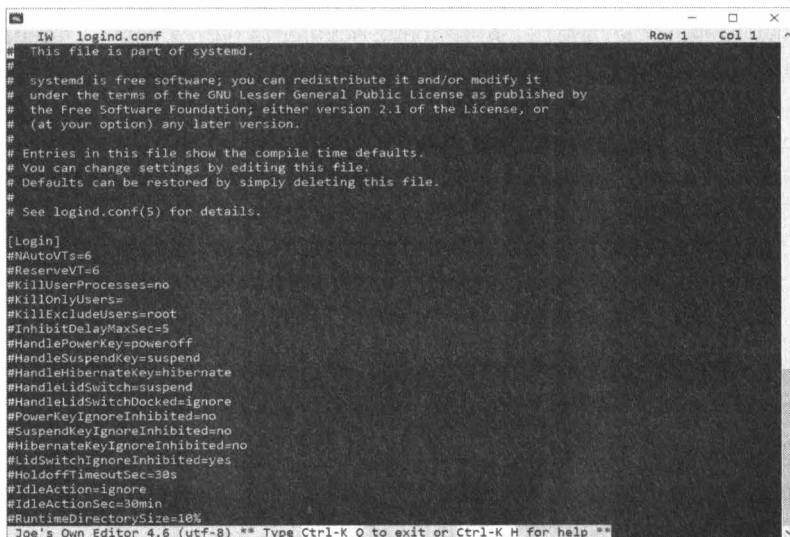 IW logind.conf Row 1 Col 1
# This file is part of systemd.
#
# systemd is free software; you can redistribute it and/or modify it
# under the terms of the GNU Lesser General Public License as published by
# the Free Software Foundation; either version 2.1 of the License, or
# (at your option) any later version.
#
# Entries in this file show the compile time defaults.
# You can change settings by editing this file.
# Defaults can be restored by simply deleting this file.
#
# See logind.conf(5) for details.
[Login]
#NAutoVTs=6
#ReserveVT=6
#KillUserProcesses=no
#KillOnlyUsers=
#KillExcludeUsers=root
#InhibitDelayMaxSec=5
#HandlePowerKey=poweroff
#HandleSuspendKey=suspend
#HandleHibernateKey=hibernate
#HandleLidSwitch=suspend
#HandleLidSwitchDocked=ignore
#PowerKeyIgnoreInhibited=no
#SuspendKeyIgnoreInhibited=no
#HibernateKeyIgnoreInhibited=no
#LidSwitchIgnoreInhibited=yes
#HoldoffTimeoutSec=30s
#IdleAction=ignore
#IdleActionSec=30min
#RuntimeDirectorySize=10%
Joe's Own Editor 4.6 (utf-8) ** Type Ctrl-K Q to exit or Ctrl-K H for help **